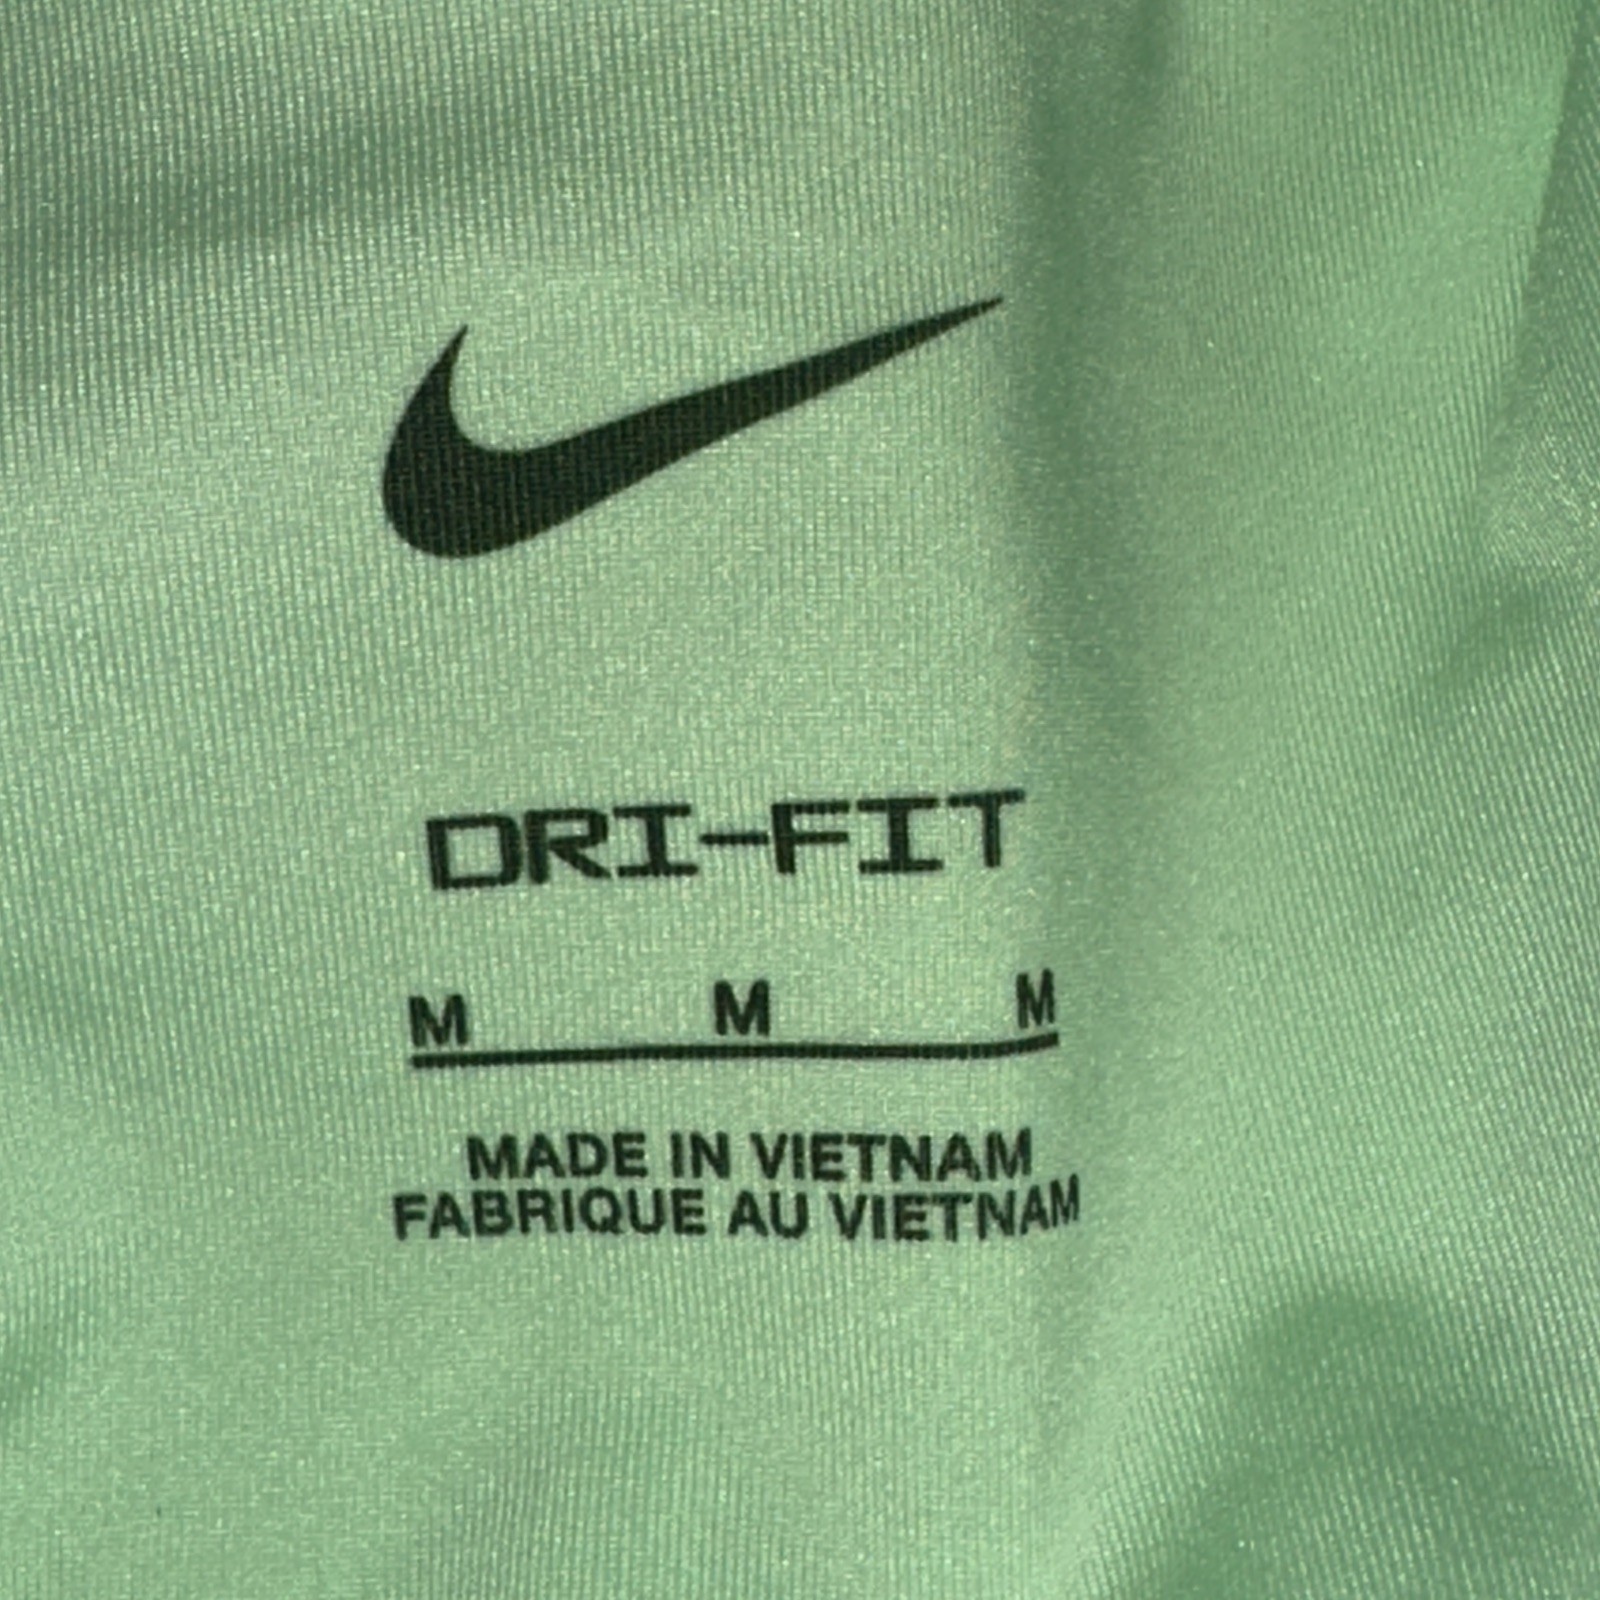 DRI-FIT
M M M
MADE IN VIETNAM
FABRIQUE AU VIETNAM